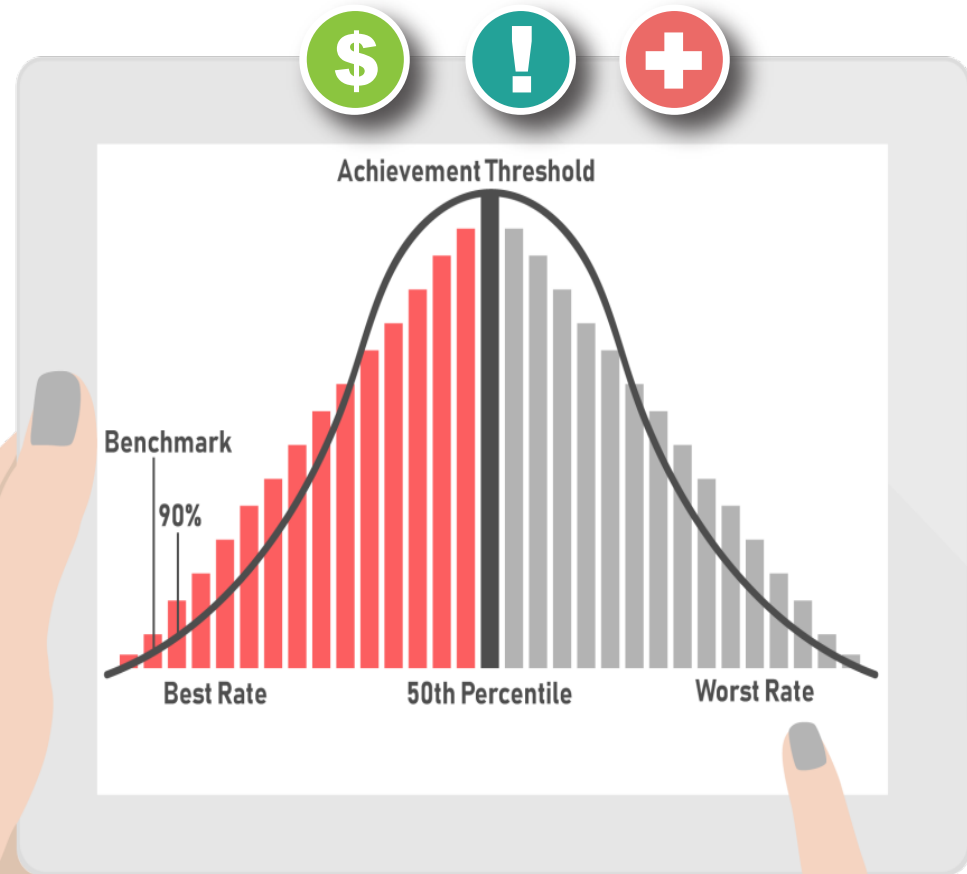 $ !
Achievement Threshold
Benchmark
90%
Best Rate
50th Percentile
Worst Rate